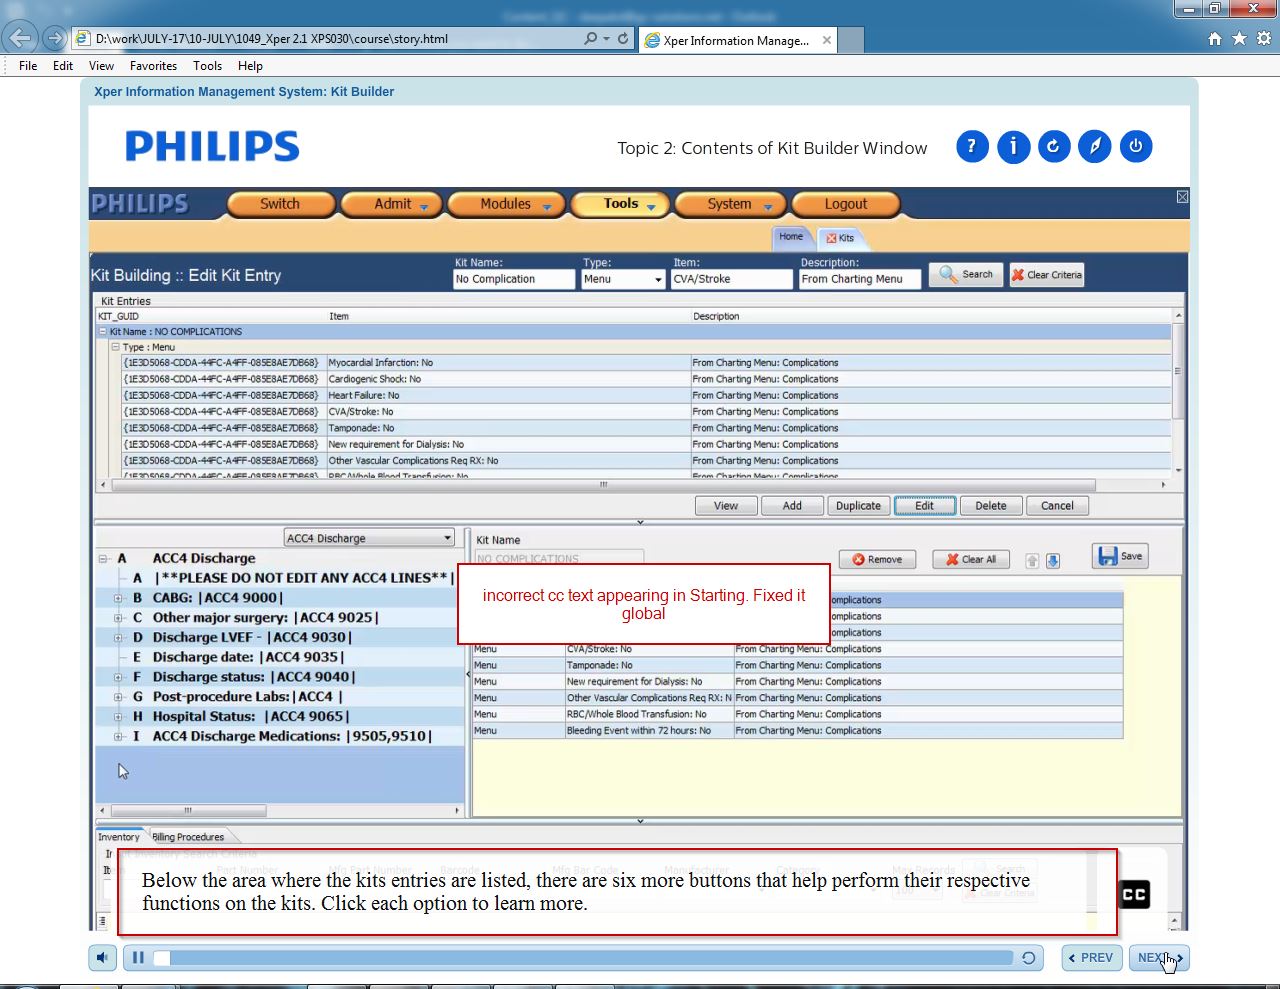 D:\work\JULY-17\10-JULY\1049_Xper 2.1 XPS030\course\story.html
Xper Information Manage...
File Edit View Favorites Tools Help
Xper Information Management System: Kit Builder
PHILIPS
Topic 2: Contents of Kit Builder Window
PHILIPS
Switch Admit Modules Tools System Logout
Home Kits
Kit Building :: Edit Kit Entry
Kit Name: Type: Item: Description:
No Complication Menu CVA/Stroke From Charting Menu Search Clear Criteria
Kit Entries
KIT_GUID Item Description
Kit Name : NO COMPLICATIONS
Type : Menu
{1E3D5068-CDDA-44FC-A4FF-085E8AE7DB68} Myocardial Infarction: No From Charting Menu: Complications
{1E3D5068-CDDA-44FC-A4FF-085E8AE7DB68} Cardiogenic Shock: No From Charting Menu: Complications
{1E3D5068-CDDA-44FC-A4FF-085E8AE7DB68} Heart Failure: No From Charting Menu: Complications
{1E3D5068-CDDA-44FC-A4FF-085E8AE7DB68} CVA/Stroke: No From Charting Menu: Complications
{1E3D5068-CDDA-44FC-A4FF-085E8AE7DB68} Tamponade: No From Charting Menu: Complications
{1E3D5068-CDDA-44FC-A4FF-085E8AE7DB68} New requirement for Dialysis: No From Charting Menu: Complications
{1E3D5068-CDDA-44FC-A4FF-085E8AE7DB68} Other Vascular Complications Req RX: No From Charting Menu: Complications
{1E3D5068-CDDA-44FC-A4FF-085E8AE7DB68} RBC/Whole Blood Transfusion: No From Charting Menu: Complications
View Add Duplicate Edit Delete Cancel
ACC4 Discharge
A ACC4 Discharge
A |**PLEASE DO NOT EDIT ANY ACC4 LINES**|
B CABG: |ACC4 9000|
C Other major surgery: |ACC4 9025|
D Discharge LVEF - |ACC4 9030|
E Discharge date: |ACC4 9035|
F Discharge status: |ACC4 9040|
G Post-procedure Labs:|ACC4 |
H Hospital Status: |ACC4 9065|
I ACC4 Discharge Medications: |9505,9510|
Kit Name
NO COMPLICATIONS
Remove Clear All Save
incorrect cc text appearing in Starting. Fixed it
global
omplications
omplications
omplications
Menu CVA/Stroke: No From Charting Menu: Complications
Menu Tamponade: No From Charting Menu: Complications
Menu New requirement for Dialysis: No From Charting Menu: Complications
Menu Other Vascular Complications Req RX: N From Charting Menu: Complications
Menu RBC/Whole Blood Transfusion: No From Charting Menu: Complications
Menu Bleeding Event within 72 hours: No From Charting Menu: Complications
Inventory Billing Procedures
Below the area where the kits entries are listed, there are six more buttons that help perform their respective
functions on the kits. Click each option to learn more.
CC
PREV NEXT